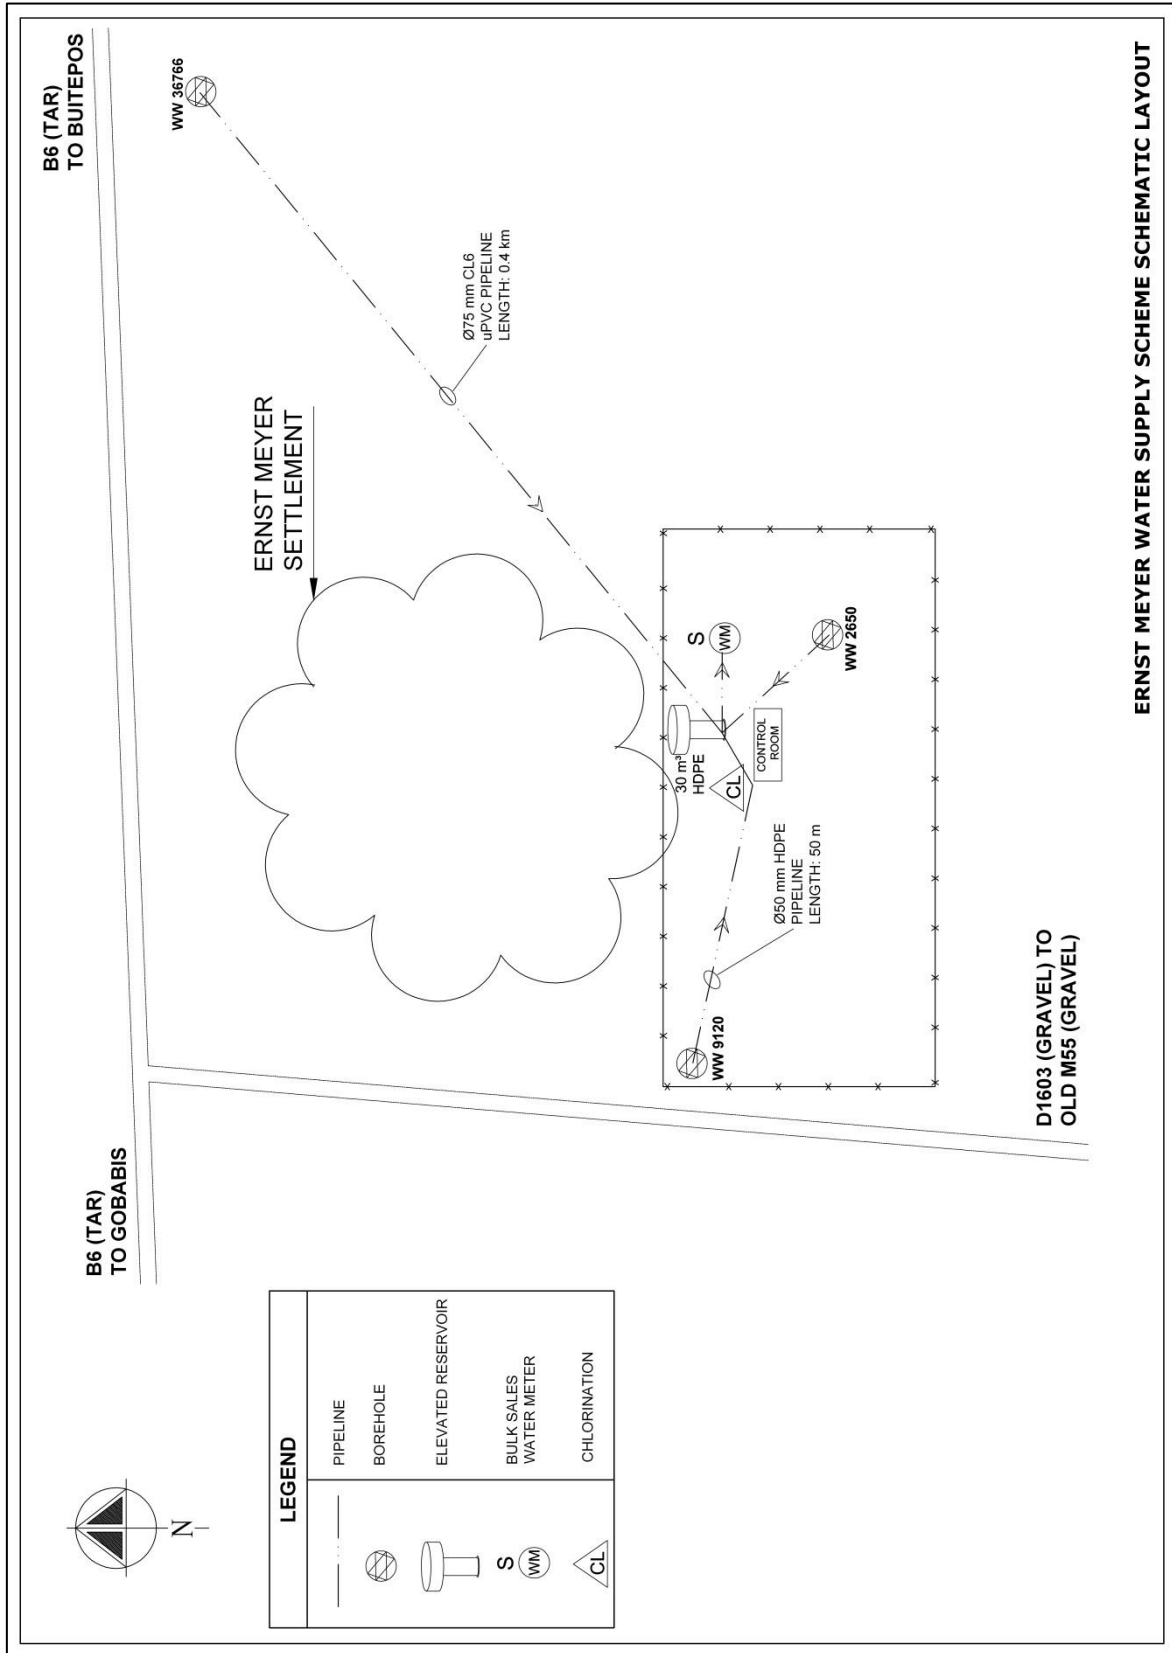 B6 (TAR)
TO GOBABIS
B6 (TAR)
TO BUITEPOS
N
WW 36766
ERNST MEYER
SETTLEMENT
Ø75 mm CL6
uPVC PIPELINE
LENGTH: 0.4 km
30 m³
HDPE
S
WM
CL
CONTROL
ROOM
WW 2650
WW 9120
Ø50 mm HDPE
PIPELINE
LENGTH: 50 m
D1603 (GRAVEL) TO
OLD M55 (GRAVEL)
LEGEND
PIPELINE
BOREHOLE
ELEVATED RESERVOIR
S
WM
BULK SALES
WATER METER
CL
CHLORINATION
ERNST MEYER WATER SUPPLY SCHEME SCHEMATIC LAYOUT